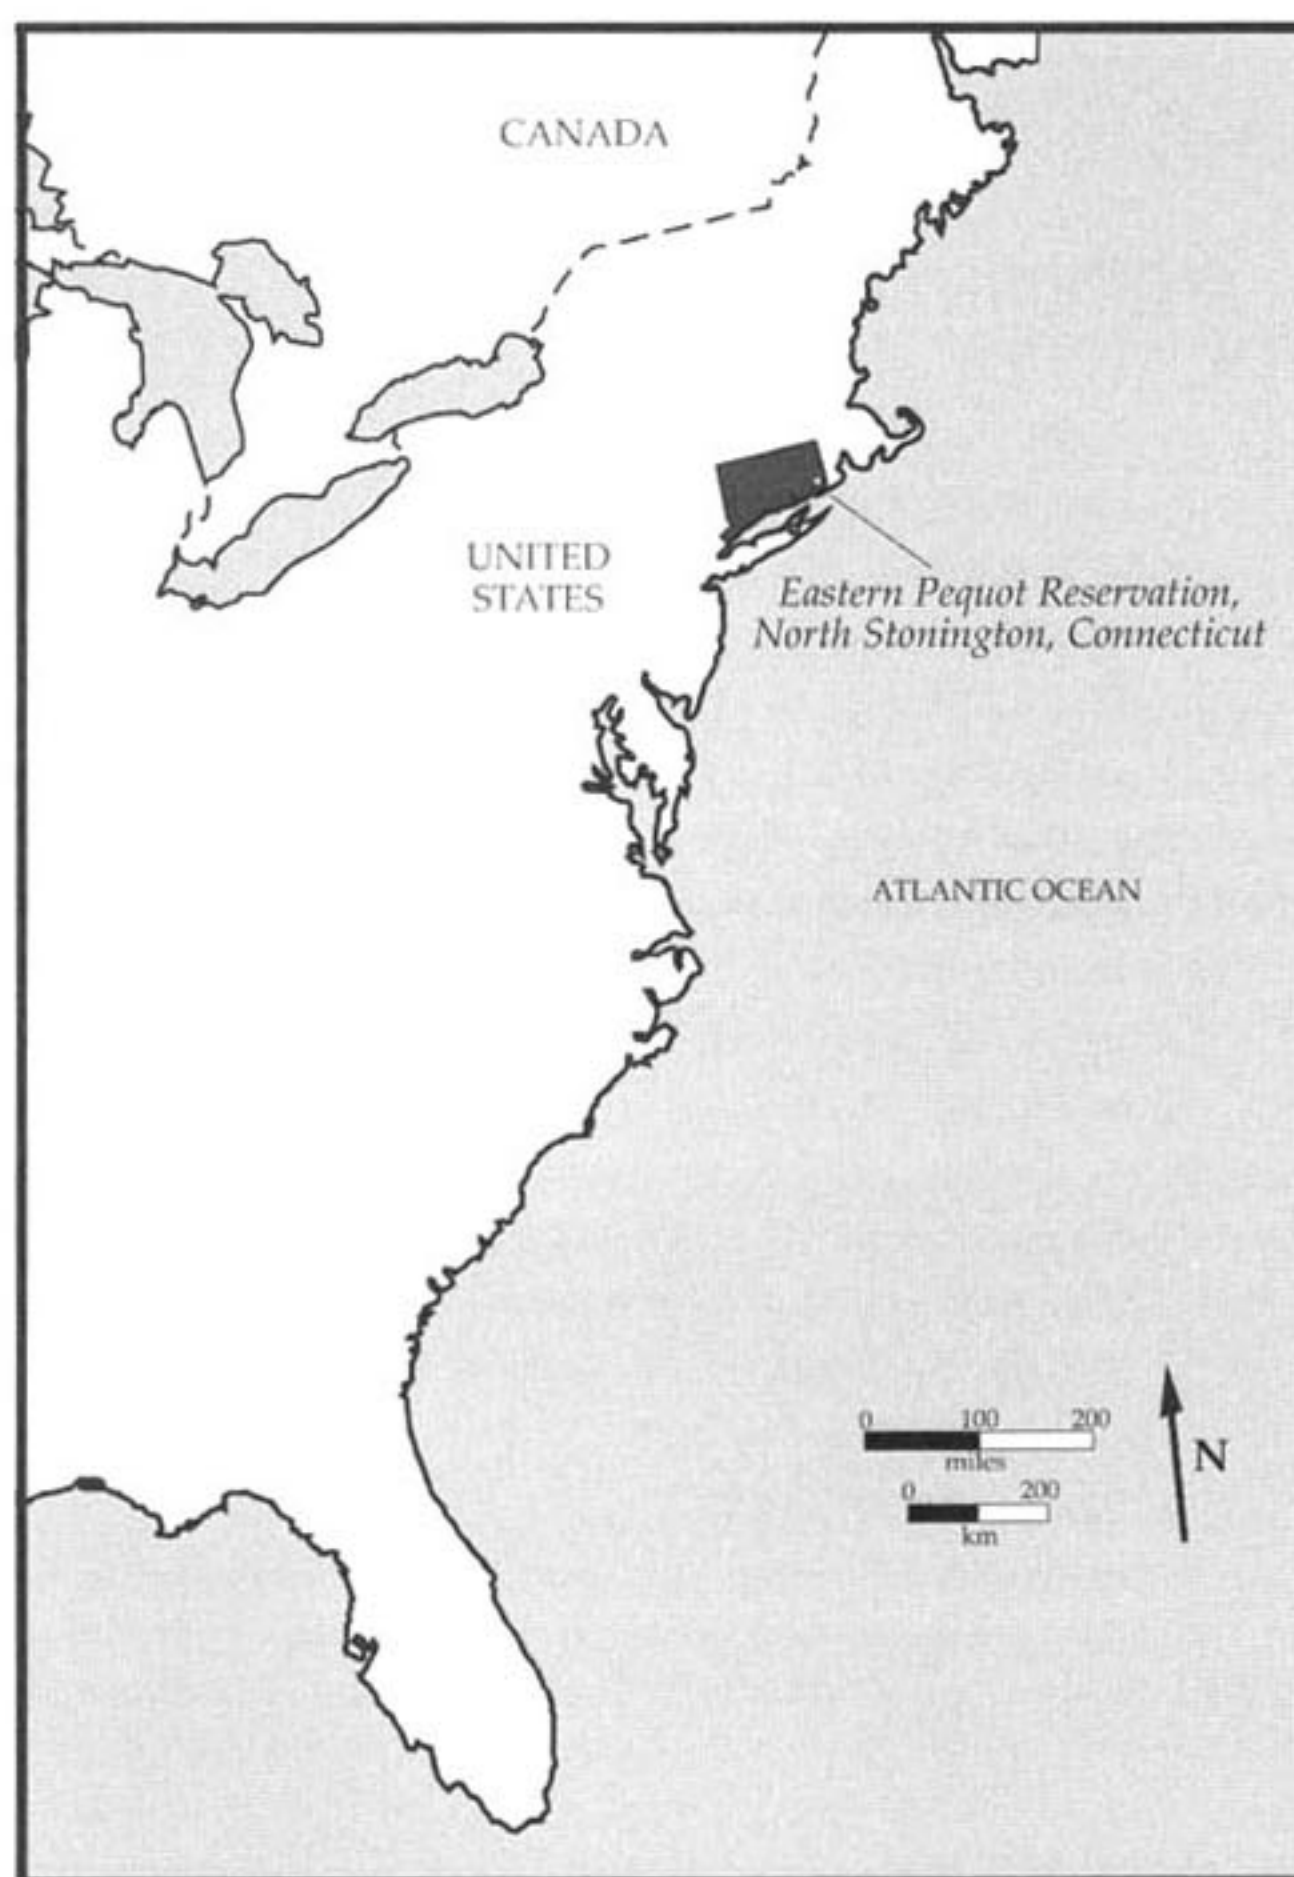 CANADA
UNITED
STATES
Eastern Pequot Reservation,
North Stonington, Connecticut
ATLANTIC OCEAN
0 100 200
miles
N
0 200
km